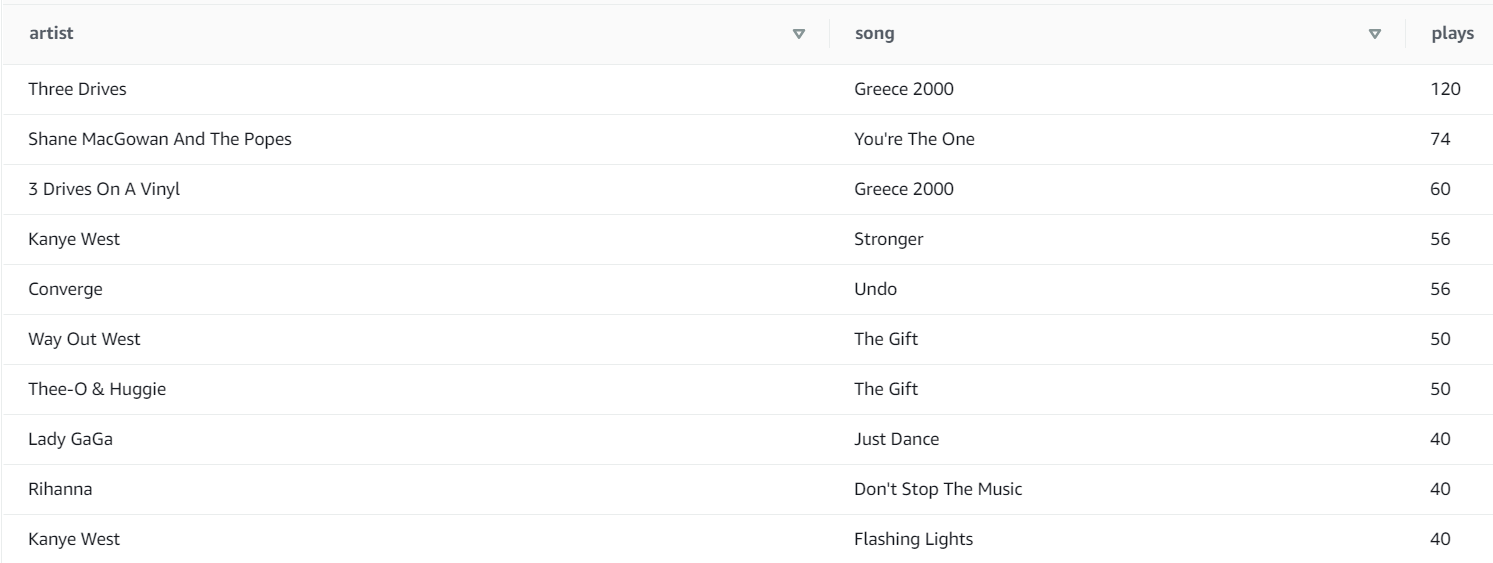 artist song plays
Three Drives Greece 2000 120
Shane MacGowan And The Popes You're The One 74
3 Drives On A Vinyl Greece 2000 60
Kanye West Stronger 56
Converge Undo 56
Way Out West The Gift 50
Thee-O & Huggie The Gift 50
Lady GaGa Just Dance 40
Rihanna Don't Stop The Music 40
Kanye West Flashing Lights 40